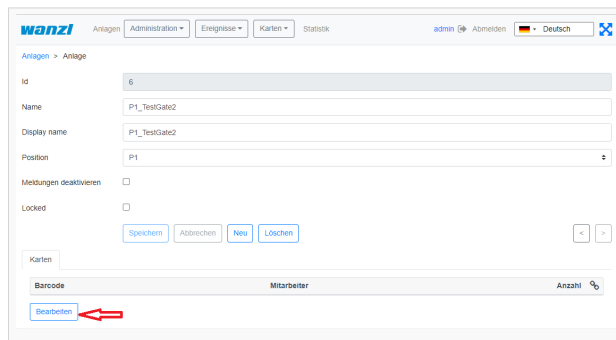 wanzl Anlagen Administration Ereignisse Karten Statistik admin Abmelden Deutsch
Anlagen > Anlage
Id 6
Name P1_TestGate2
Display name P1_TestGate2
Position P1
Meldungen deaktivieren
Locked
Speichern Abbrechen Neu Löschen < >
Karten
Barcode Mitarbeiter Anzahl
Bearbeiten